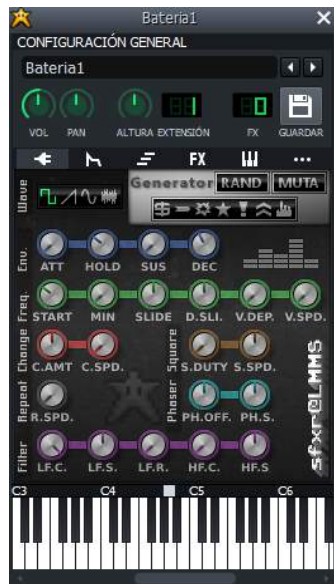 Bateria1
CONFIGURACIÓN GENERAL
Bateria1
1 0
VOL PAN ALTURA EXTENSIÓN FX GUARDAR
FX
Wave
Generator RAND MUTA
Env.
ATT HOLD SUS DEC
Freq.
START MIN SLIDE D.SLI. V.DEP. V.SPD.
Change
C.AMT C.SPD.
Square
S.DUTY S.SPD.
Repeat
R.SPD.
Phaser
PH.OFF. PH.S.
Filter
LF.C. LF.S. LF.R. HF.C. HF.S
sfxr@LMMS
C3 C4 C5 C6